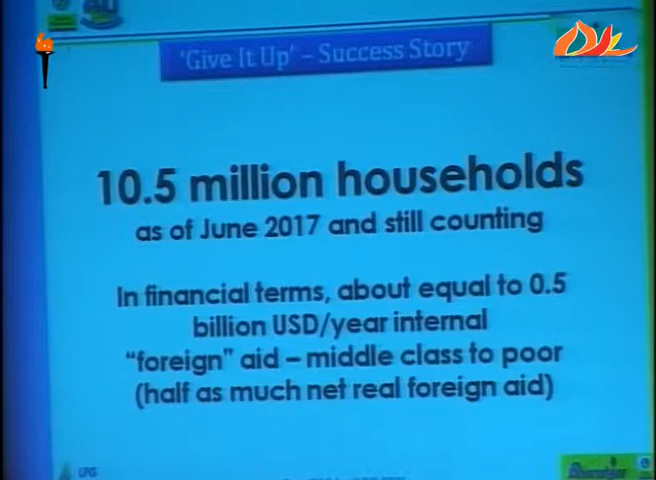 'Give It Up' – Success Story
10.5 million households
as of June 2017 and still counting
In financial terms, about equal to 0.5
billion USD/year internal
"foreign" aid – middle class to poor
(half as much net real foreign aid)
LPG